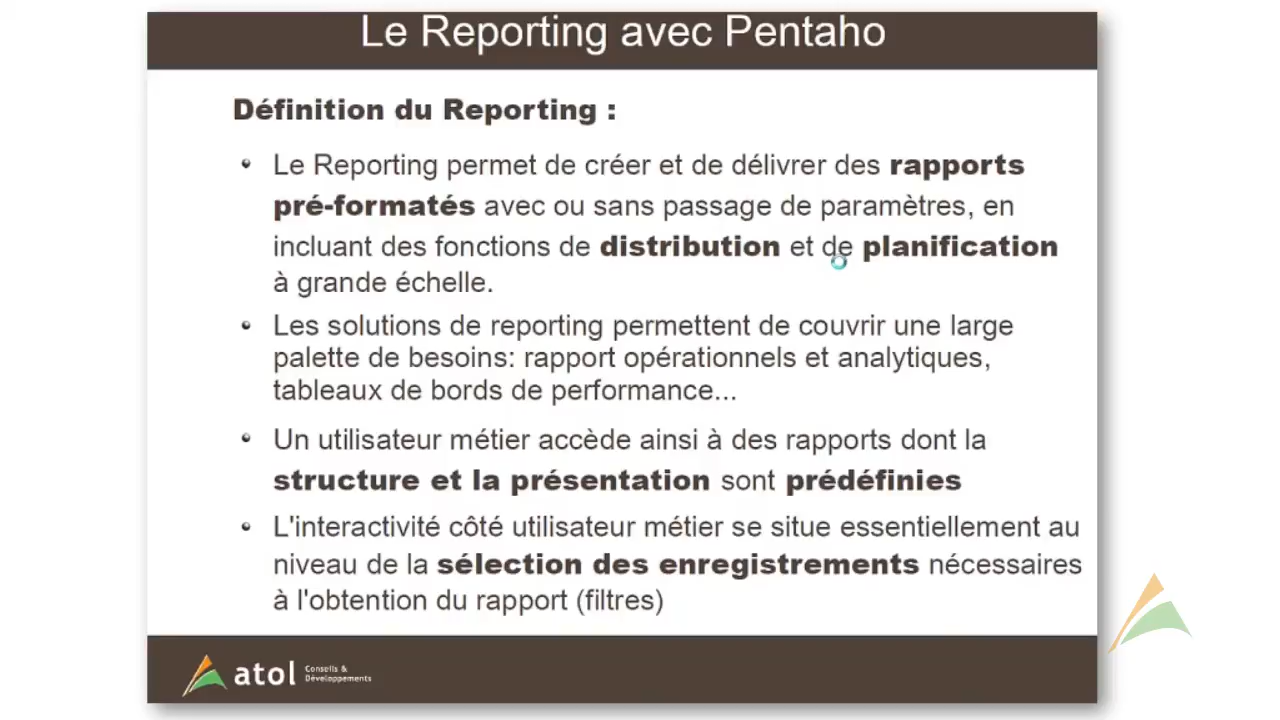 Le Reporting avec Pentaho
Définition du Reporting :
Le Reporting permet de créer et de délivrer des rapports
pré-formatés avec ou sans passage de paramètres, en
incluant des fonctions de distribution et de planification
à grande échelle.
Les solutions de reporting permettent de couvrir une large
palette de besoins: rapport opérationnels et analytiques,
tableaux de bords de performance...
Un utilisateur métier accède ainsi à des rapports dont la
structure et la présentation sont prédéfinies
L'interactivité côté utilisateur métier se situe essentiellement au
niveau de la sélection des enregistrements nécessaires
à l'obtention du rapport (filtres)
atol
Conseils &
Développements